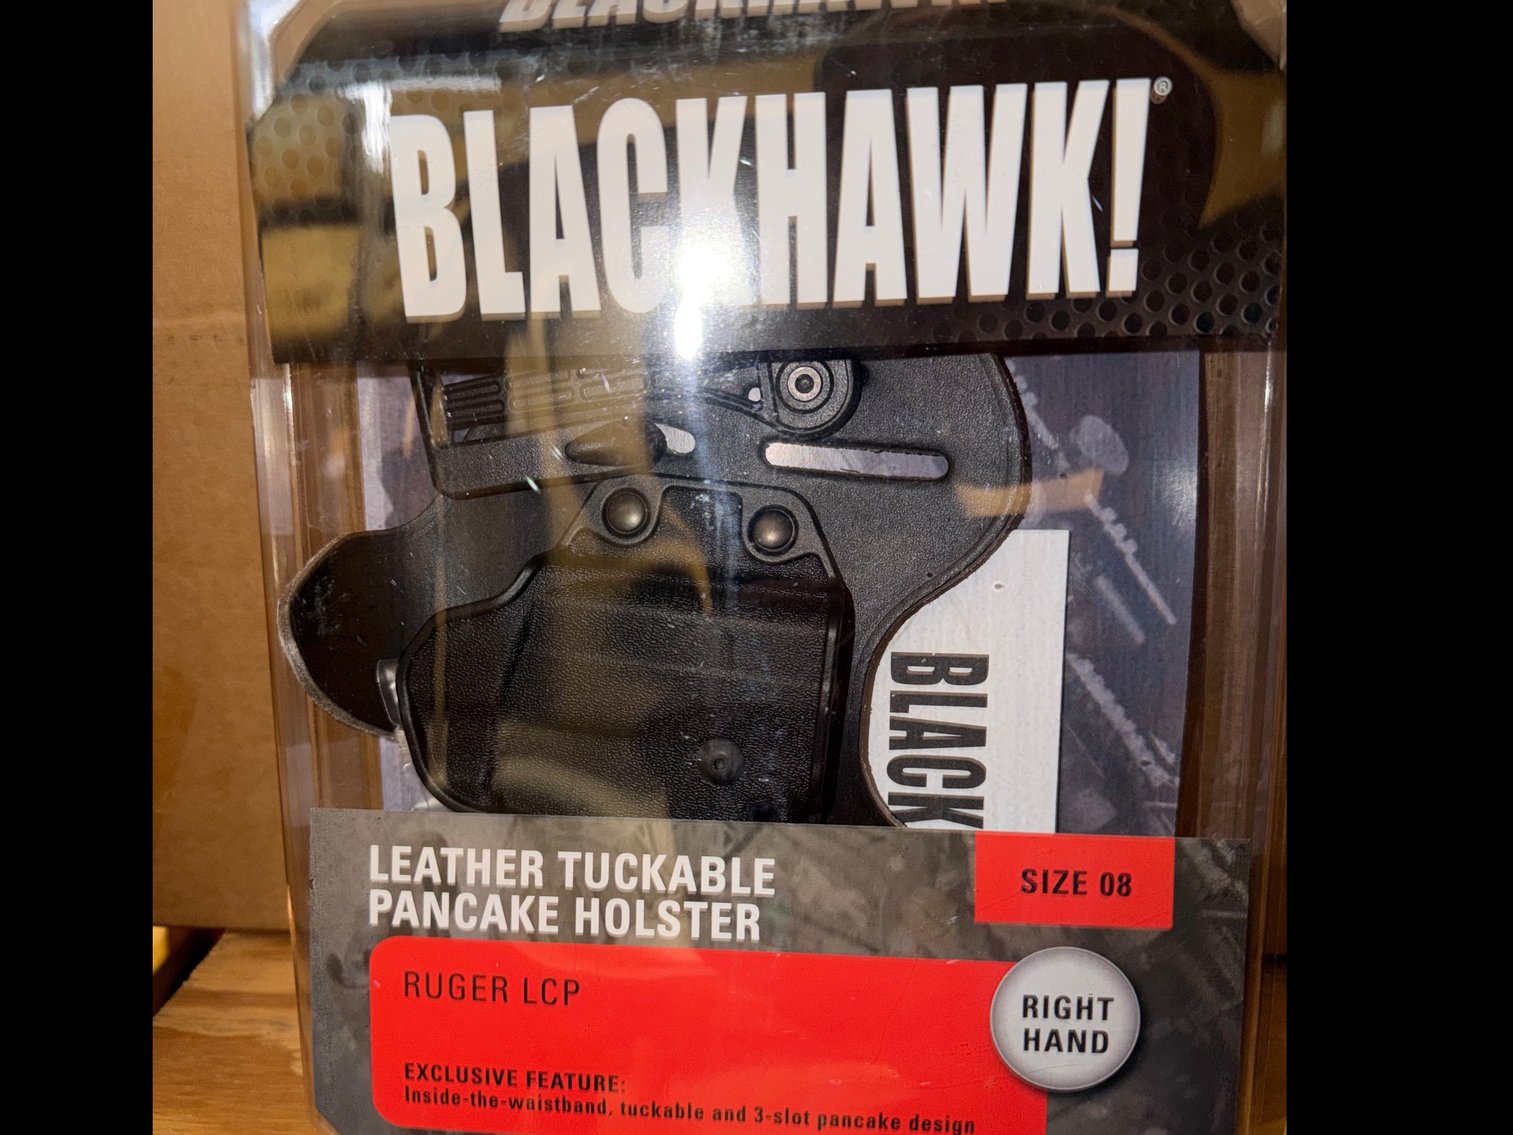 BLACKHAWK!
BLACKHAWK!®
BLACK
LEATHER TUCKABLE
PANCAKE HOLSTER
SIZE 08
RUGER LCP
RIGHT
HAND
EXCLUSIVE FEATURE:
Inside-the-waistband, tuckable and 3-slot pancake design